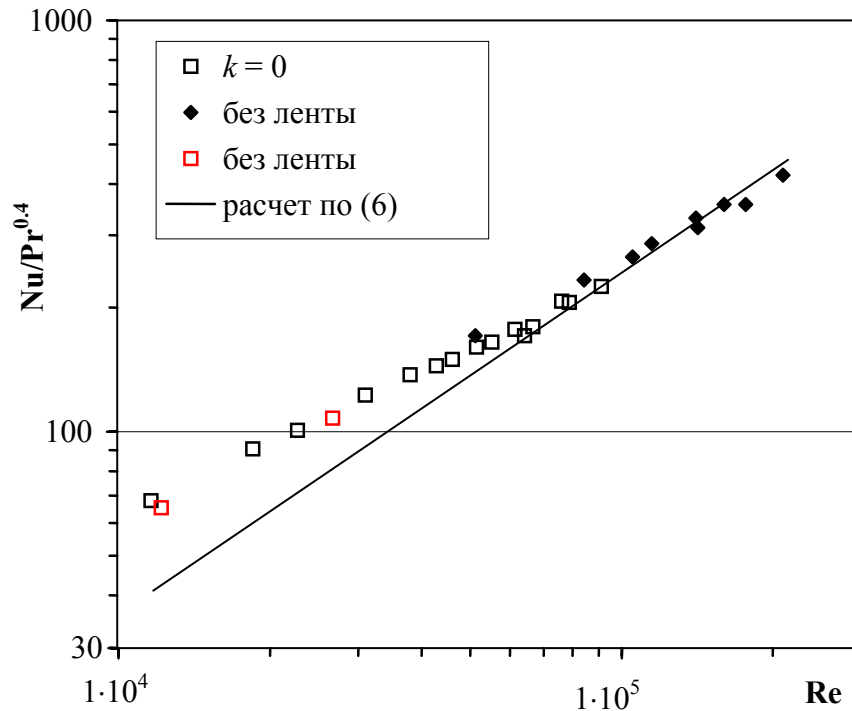 1000
k = 0
без ленты
без ленты
расчет по (6)
Nu/Pr^0.4
100
30
1·10^4
1·10^5
Re